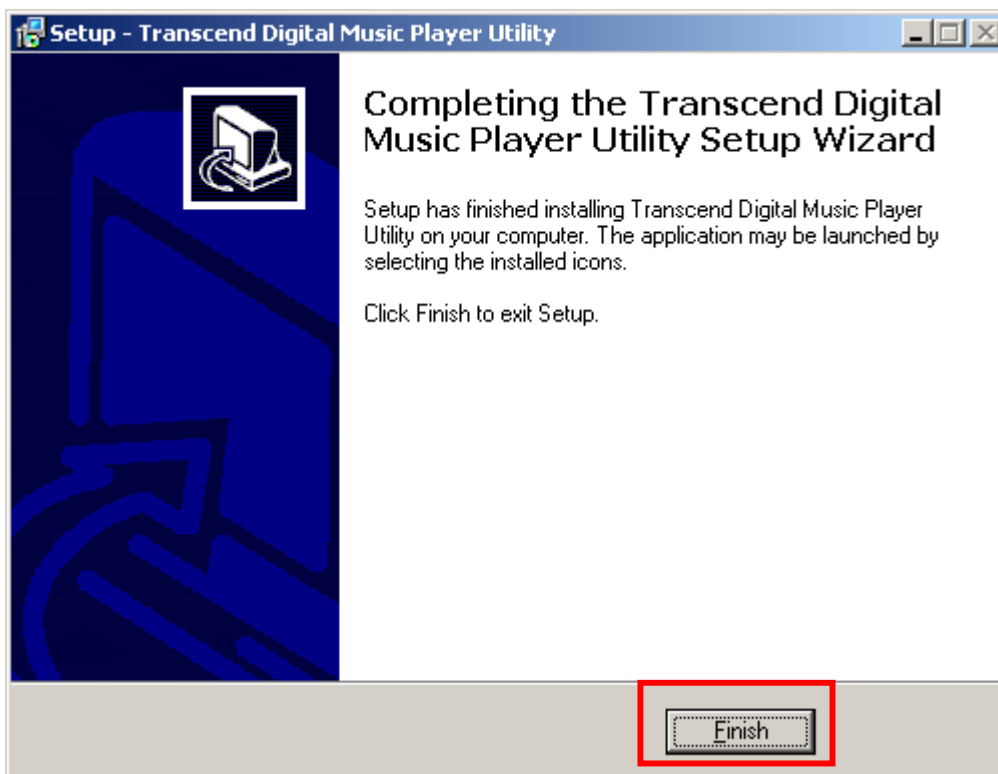 Setup - Transcend Digital Music Player Utility
Completing the Transcend Digital
Music Player Utility Setup Wizard
Setup has finished installing Transcend Digital Music Player
Utility on your computer. The application may be launched by
selecting the installed icons.
Click Finish to exit Setup.
Finish